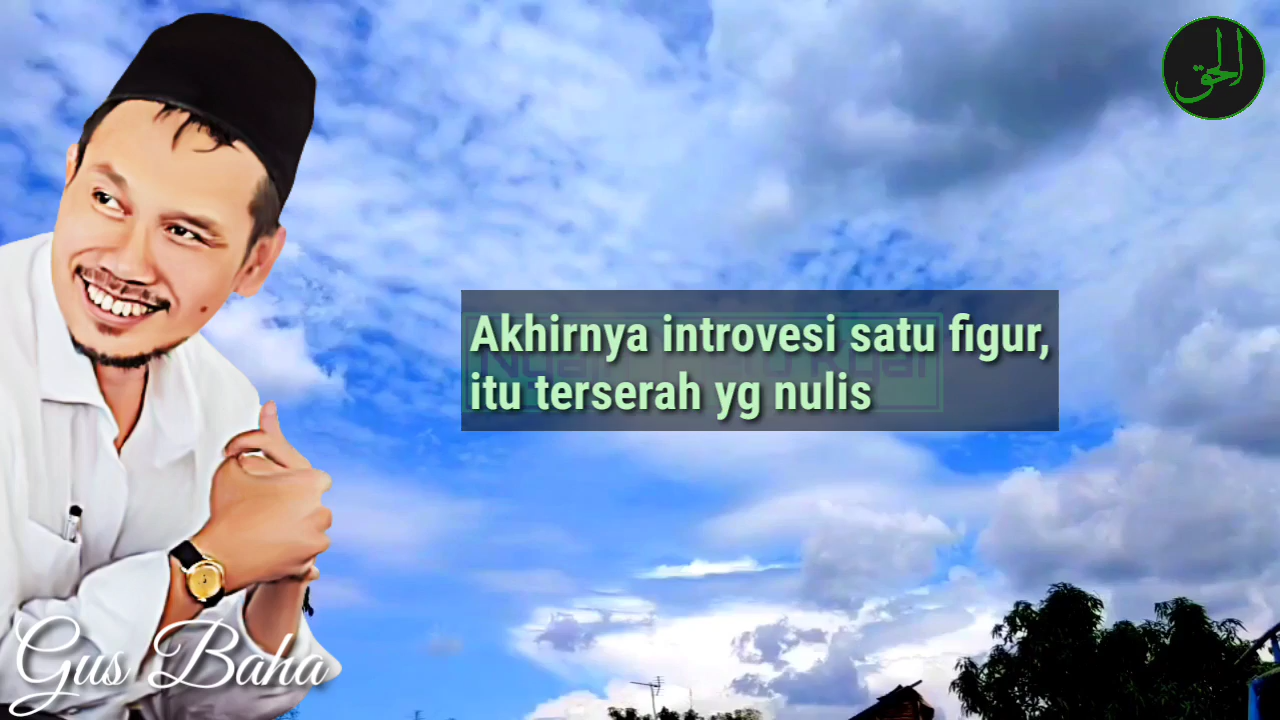 الحق
Akhirnya introvesi satu figur,
itu terserah yg nulis
Gus Baha